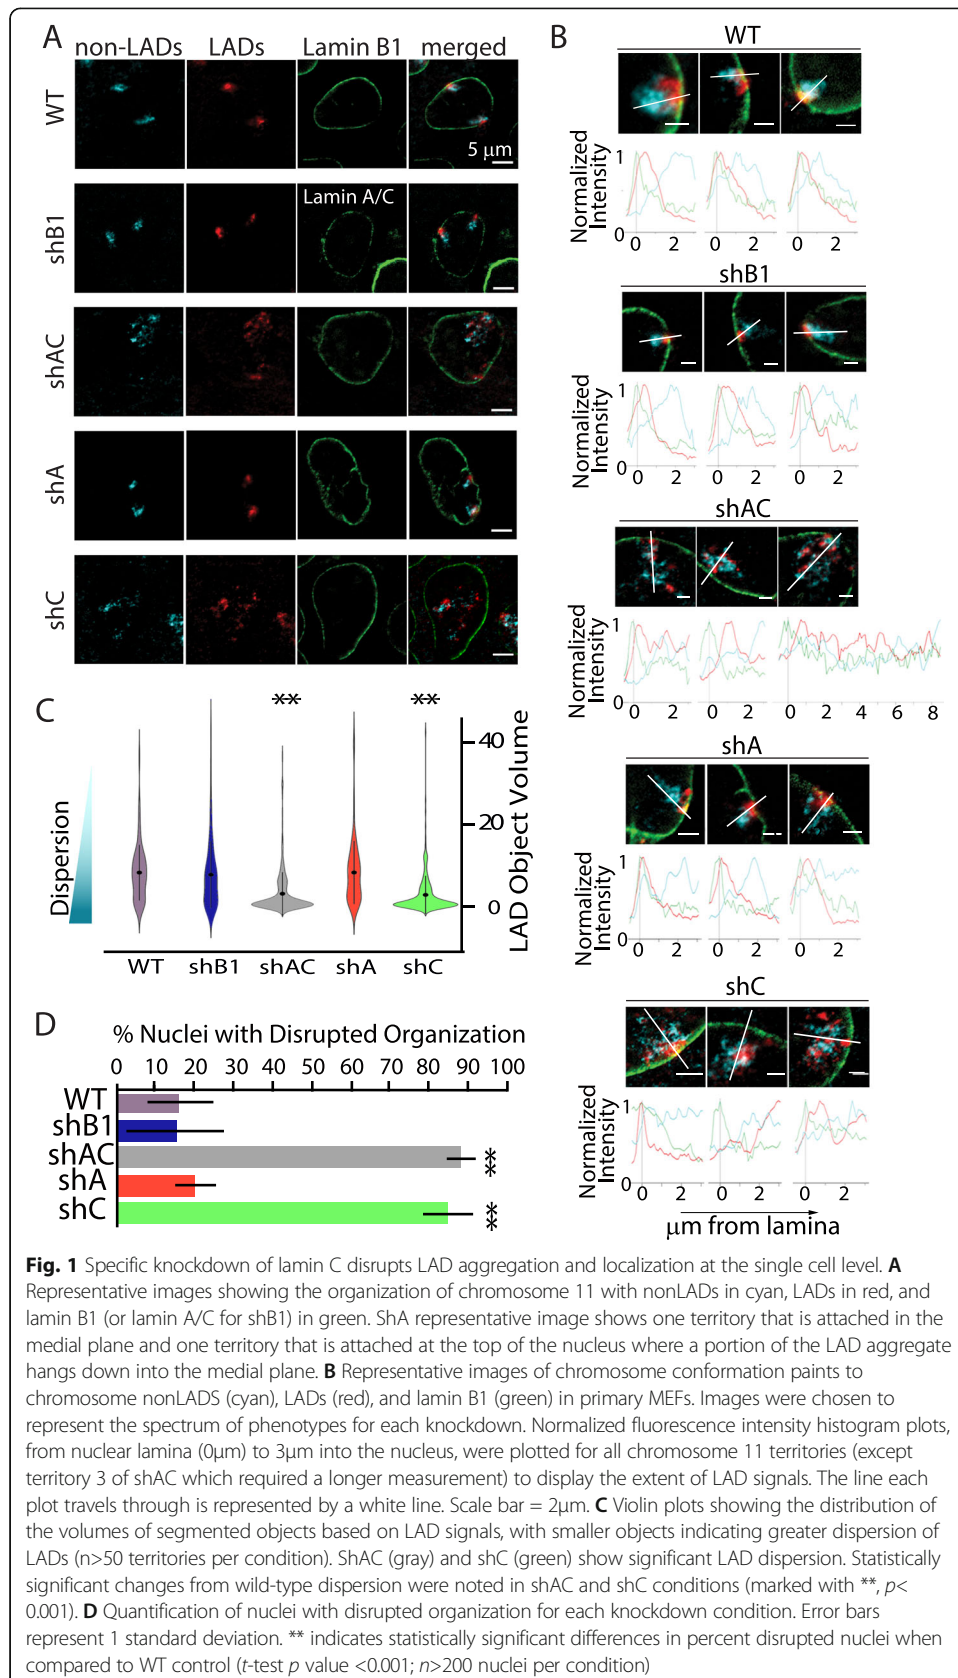 A
non-LADs LADs Lamin B1 merged
WT
5 μm
shB1
Lamin A/C
shAC
shA
shC
B
WT
Normalized
Intensity
1
0
0 2 0 2 0 2
shB1
Normalized
Intensity
1
0
0 2 0 2 0 2
shAC
Normalized
Intensity
1
0
0 2 0 2 0 2 4 6 8
shA
Normalized
Intensity
1
0
0 2 0 2 0 2
shC
Normalized
Intensity
1
0
0 2 0 2 0 2
μm from lamina
C
** **
Dispersion
40
20
0
LAD Object Volume
WT shB1 shAC shA shC
D
% Nuclei with Disrupted Organization
0 10 20 30 40 50 60 70 80 90 100
WT
shB1
shAC **
shA
shC **
Fig. 1 Specific knockdown of lamin C disrupts LAD aggregation and localization at the single cell level. A
Representative images showing the organization of chromosome 11 with nonLADs in cyan, LADs in red, and
lamin B1 (or lamin A/C for shB1) in green. ShA representative image shows one territory that is attached in the
medial plane and one territory that is attached at the top of the nucleus where a portion of the LAD aggregate
hangs down into the medial plane. B Representative images of chromosome conformation paints to
chromosome nonLADS (cyan), LADs (red), and lamin B1 (green) in primary MEFs. Images were chosen to
represent the spectrum of phenotypes for each knockdown. Normalized fluorescence intensity histogram plots,
from nuclear lamina (0μm) to 3μm into the nucleus, were plotted for all chromosome 11 territories (except
territory 3 of shAC which required a longer measurement) to display the extent of LAD signals. The line each
plot travels through is represented by a white line. Scale bar = 2μm. C Violin plots showing the distribution of
the volumes of segmented objects based on LAD signals, with smaller objects indicating greater dispersion of
LADs (n>50 territories per condition). ShAC (gray) and shC (green) show significant LAD dispersion. Statistically
significant changes from wild-type dispersion were noted in shAC and shC conditions (marked with **, p<
0.001). D Quantification of nuclei with disrupted organization for each knockdown condition. Error bars
represent 1 standard deviation. ** indicates statistically significant differences in percent disrupted nuclei when
compared to WT control (t-test p value <0.001; n>200 nuclei per condition)